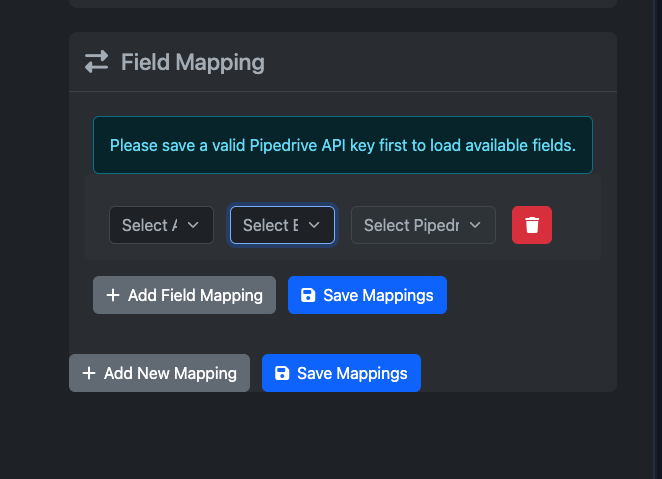 Field Mapping
Please save a valid Pipedrive API key first to load available fields.
Select A Select E Select Pipedr
Add Field Mapping Save Mappings
Add New Mapping Save Mappings